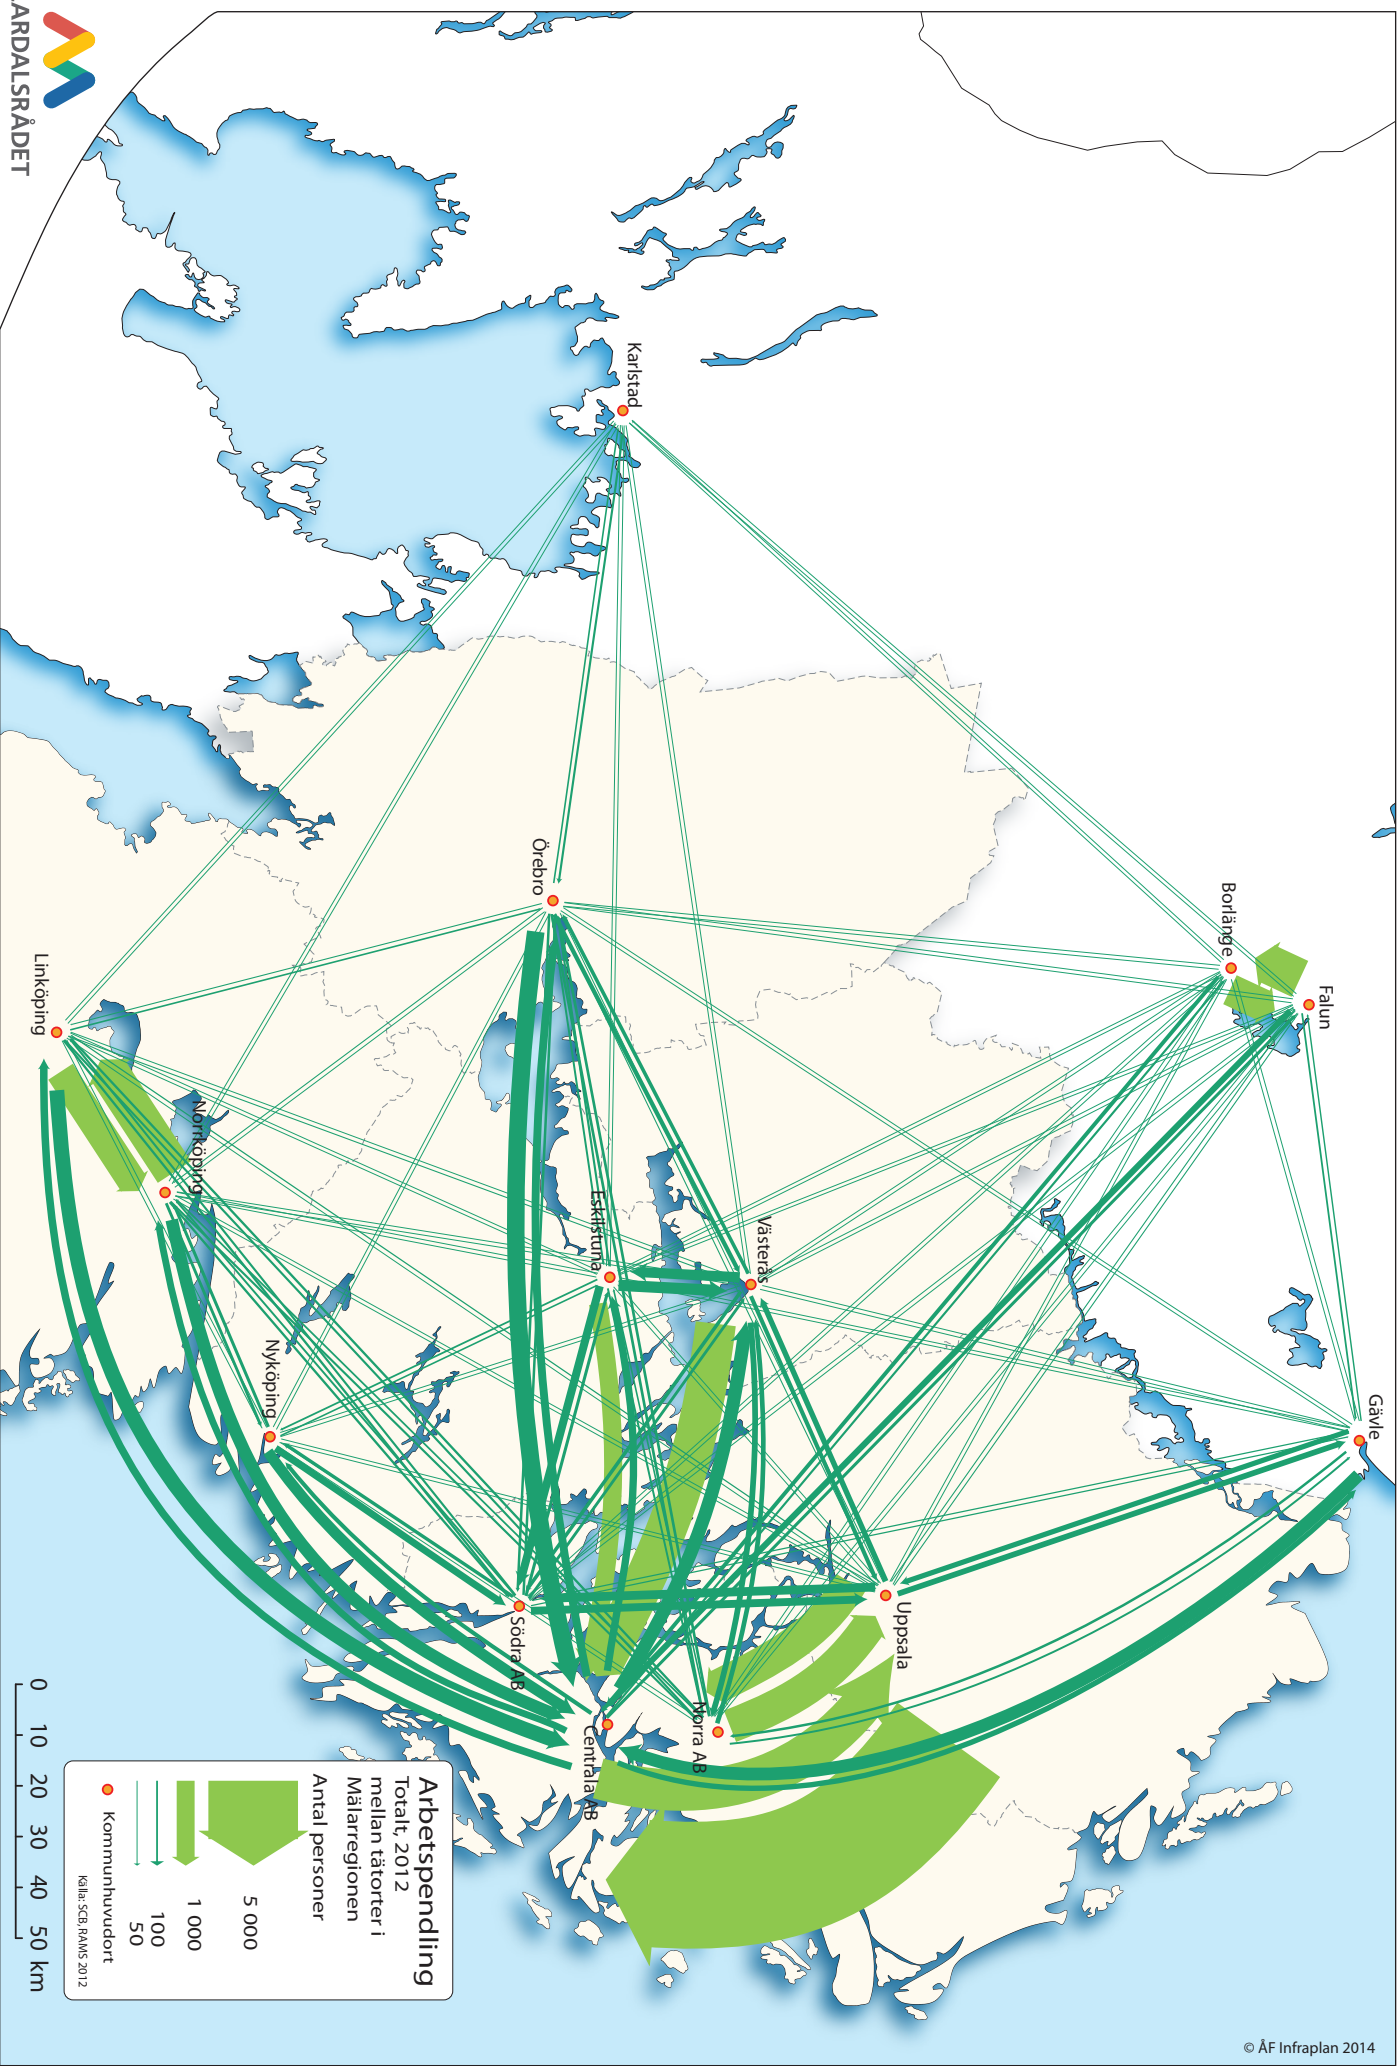 ARDALSRÅDET
Karlstad
Örebro
Borlänge
Falun
Linköping
Norrköping
Eskilstuna
Västerås
Nyköping
Gävle
Södra AB
Uppsala
Norra AB
Centrala AB
Arbetspendling
Totalt, 2012
mellan tätorter i
Mälarregionen
Antal personer
5 000
1 000
100
50
Kommunhuvudort
Källa: SCB, RAMS 2012
0 10 20 30 40 50 km
© ÅF Infraplan 2014